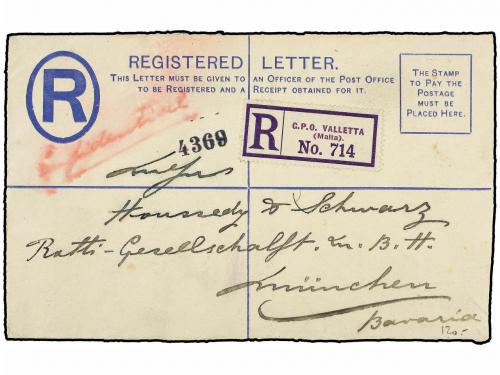 REGISTERED LETTER.
THIS LETTER MUST BE GIVEN TO AN OFFICER OF THE POST OFFICE
TO BE REGISTERED AND A RECEIPT OBTAINED FOR IT.
THE STAMP
TO PAY THE
POSTAGE
MUST BE
PLACED HERE.
R
R
G.P.O. VALLETTA
(Malta).
No. 714
4369
Houssedy & Schwarz
Ratti-Gesellschalft. m. B. H.
München
Bavaria
120.-